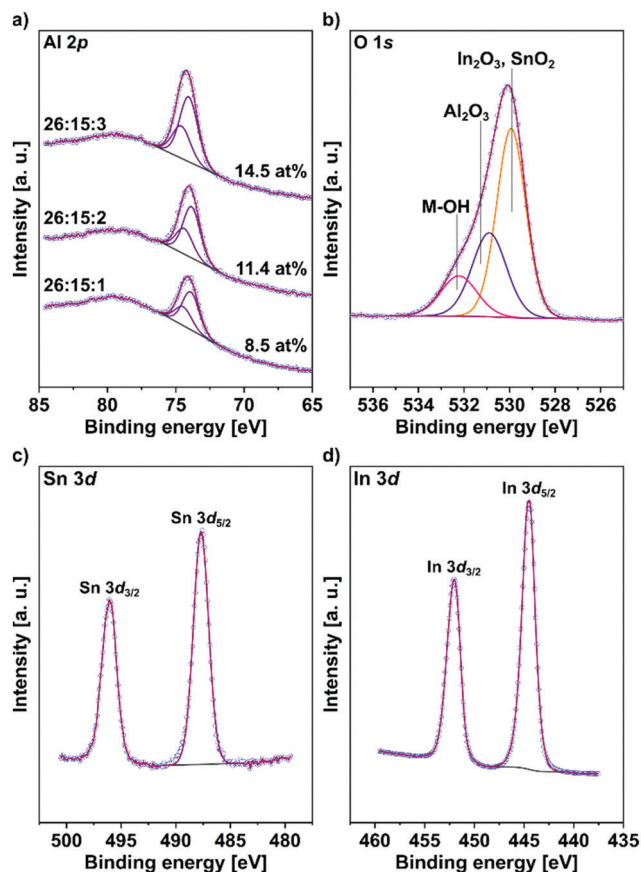 a)
Al 2p
26:15:3
14.5 at%
26:15:2
11.4 at%
26:15:1
8.5 at%
85 80 75 70 65
Binding energy [eV]
Intensity [a. u.]
b)
O 1s
In₂O₃, SnO₂
Al₂O₃
M-OH
536 534 532 530 528 526
Binding energy [eV]
Intensity [a. u.]
c)
Sn 3d
Sn 3d₅/₂
Sn 3d₃/₂
500 495 490 485 480
Binding energy [eV]
Intensity [a. u.]
d)
In 3d
In 3d₅/₂
In 3d₃/₂
460 455 450 445 440 435
Binding energy [eV]
Intensity [a. u.]